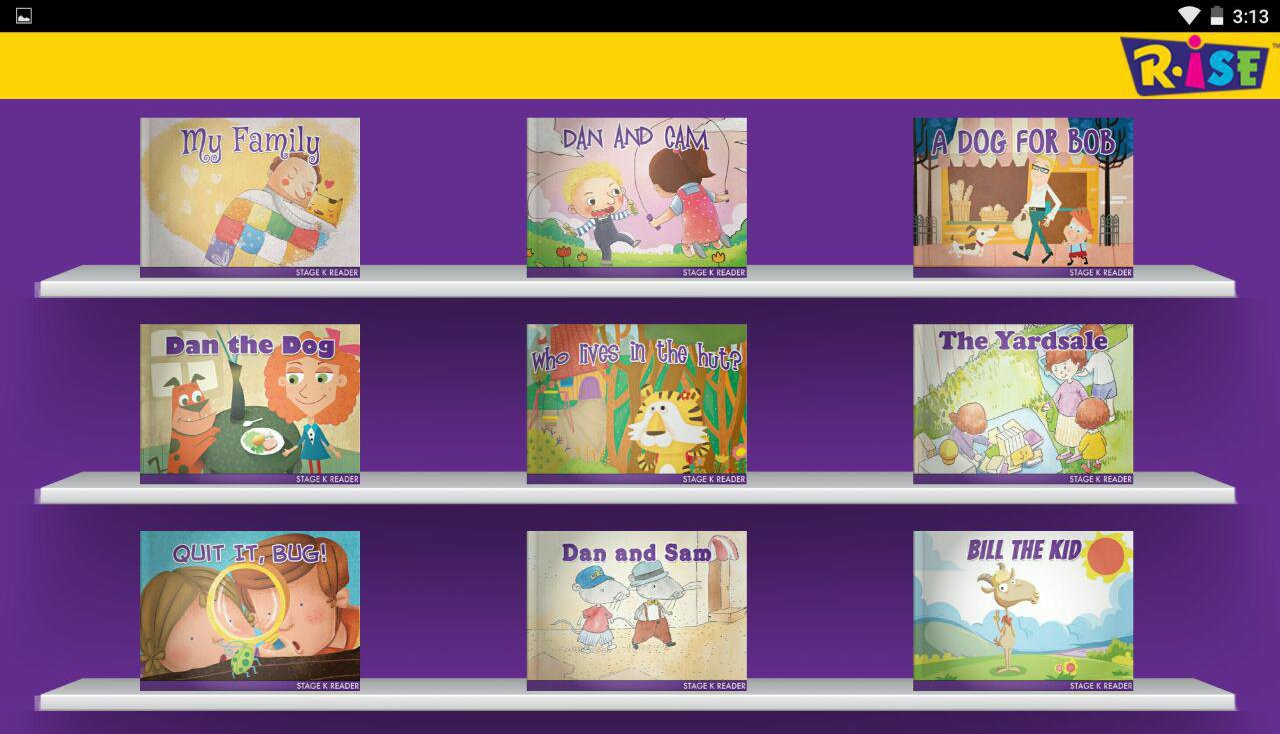 3:13
R·iSE
TM
My Family
STAGE K READER
DAN AND CAM
STAGE K READER
A DOG FOR BOB
STAGE K READER
Dan the Dog
STAGE K READER
Who lives in the hut?
STAGE K READER
The Yardsale
STAGE K READER
QUIT IT, BUG!
STAGE K READER
Dan and Sam
STAGE K READER
BILL THE KID
STAGE K READER